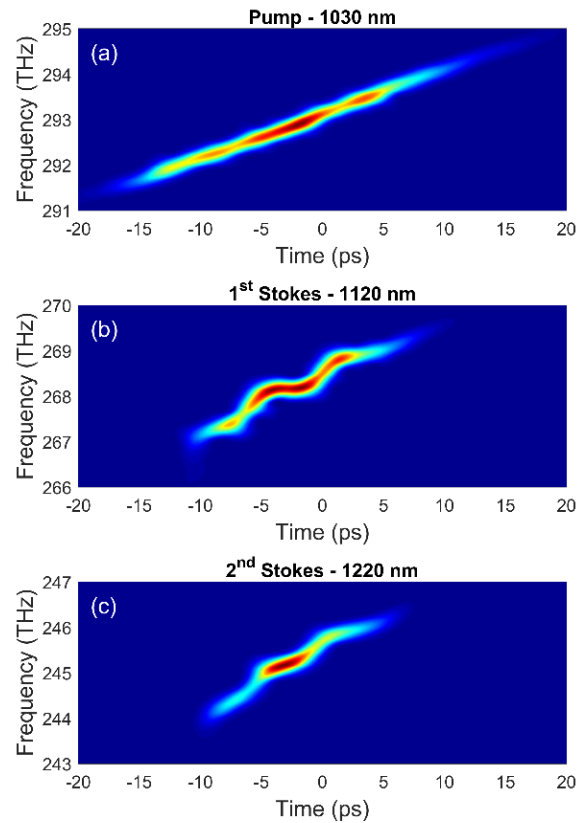 Pump - 1030 nm
(a)
Frequency (THz)
295
294
293
292
291
-20 -15 -10 -5 0 5 10 15 20
Time (ps)
1st Stokes - 1120 nm
(b)
Frequency (THz)
270
269
268
267
266
-20 -15 -10 -5 0 5 10 15 20
Time (ps)
2nd Stokes - 1220 nm
(c)
Frequency (THz)
247
246
245
244
243
-20 -15 -10 -5 0 5 10 15 20
Time (ps)